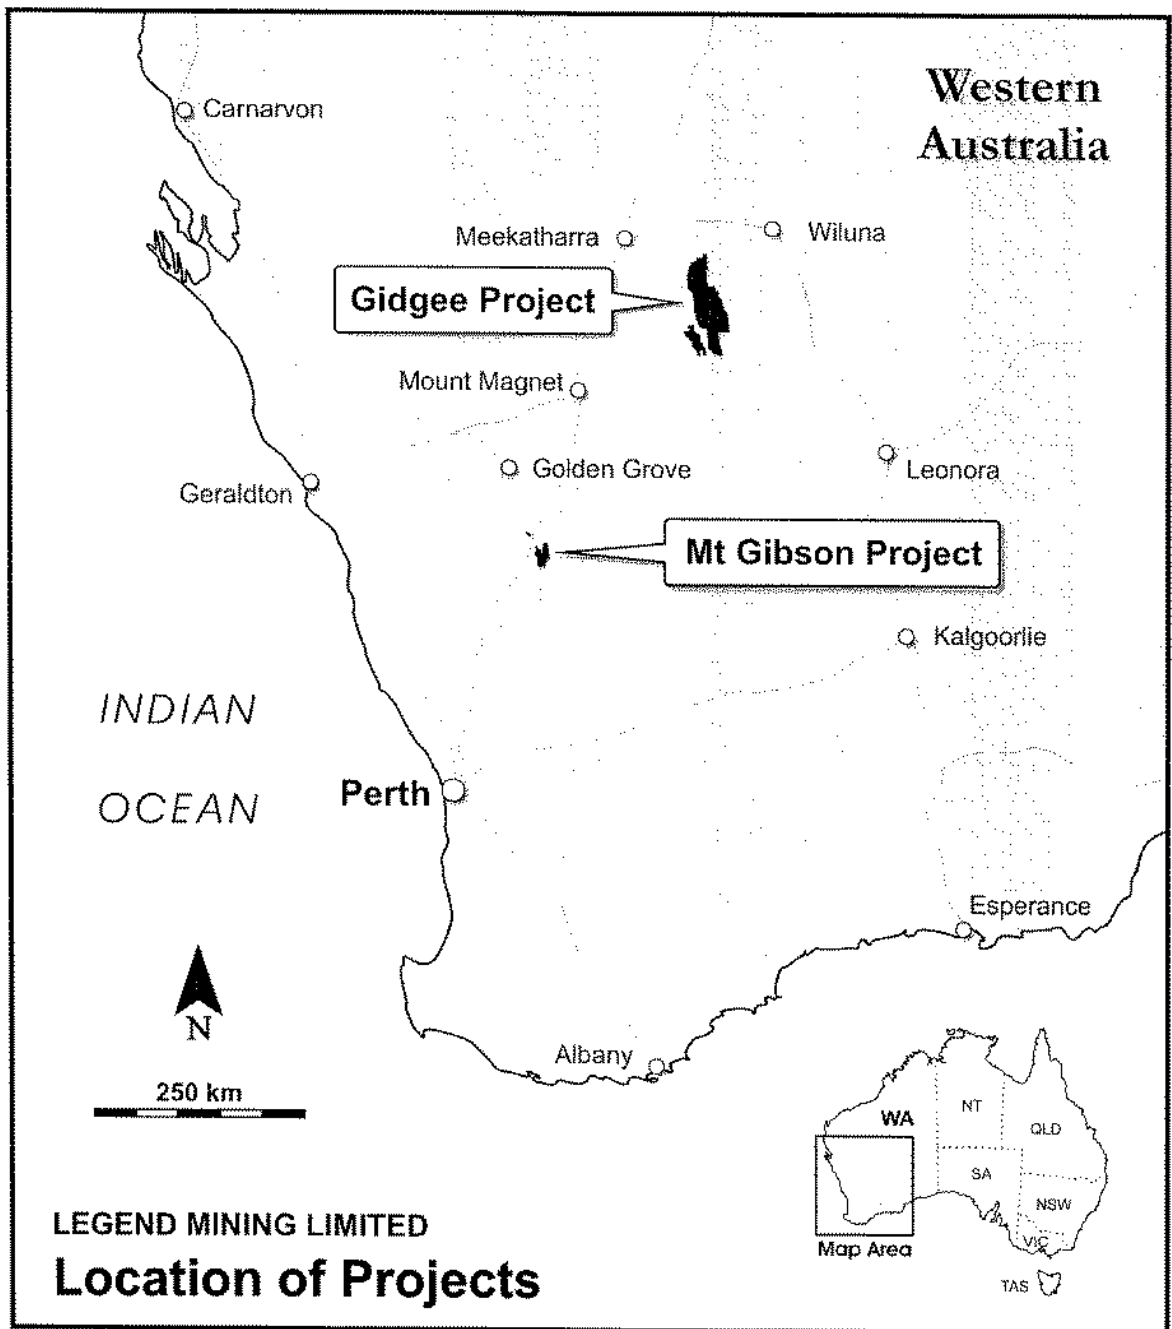 Western
Australia
Carnarvon
Meekatharra
Wiluna
Gidgee Project
Mount Magnet
Golden Grove
Leonora
Geraldton
Mt Gibson Project
Kalgoorlie
INDIAN
OCEAN
Perth
Esperance
N
Albany
250 km
WA
NT
QLD
SA
NSW
VIC
Map Area
TAS
LEGEND MINING LIMITED
Location of Projects